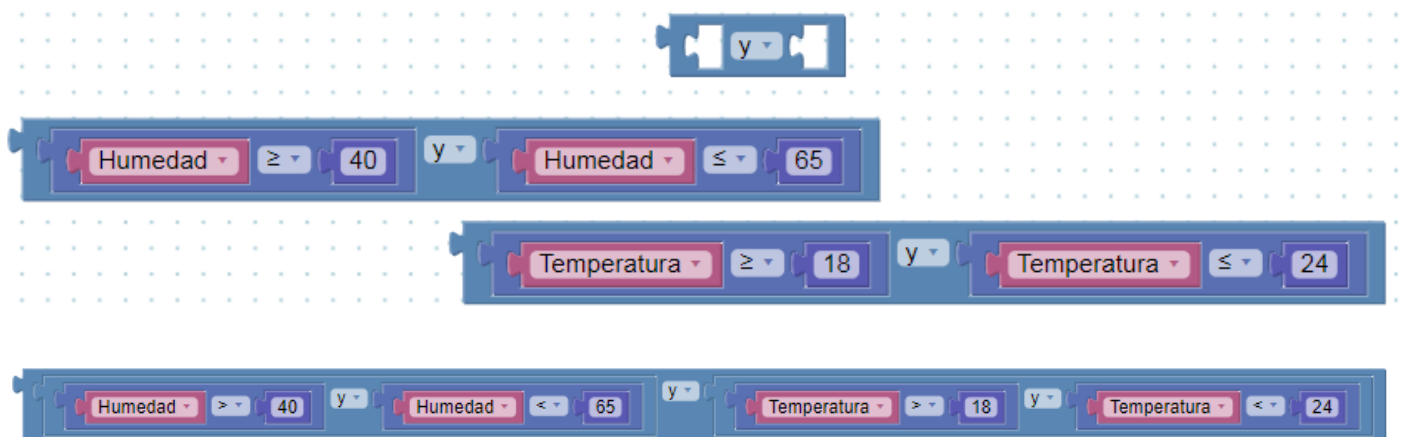 y
Humedad ≥ 40 y Humedad ≤ 65
Temperatura ≥ 18 y Temperatura ≤ 24
Humedad > 40 y Humedad < 65 y Temperatura > 18 y Temperatura < 24